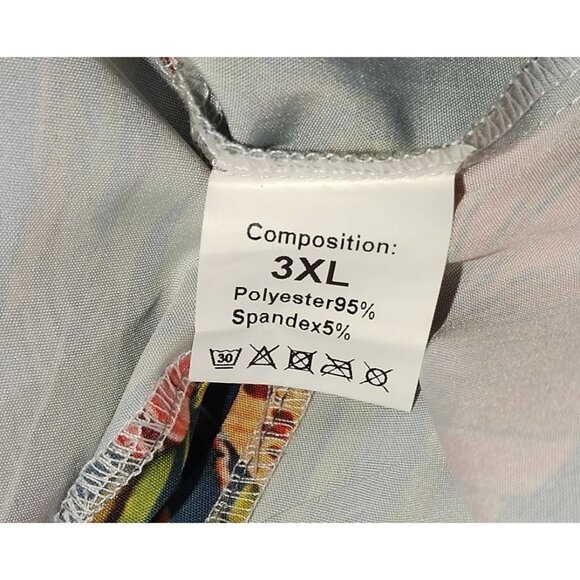 Composition:
3XL
Polyester95%
Spandex5%
30